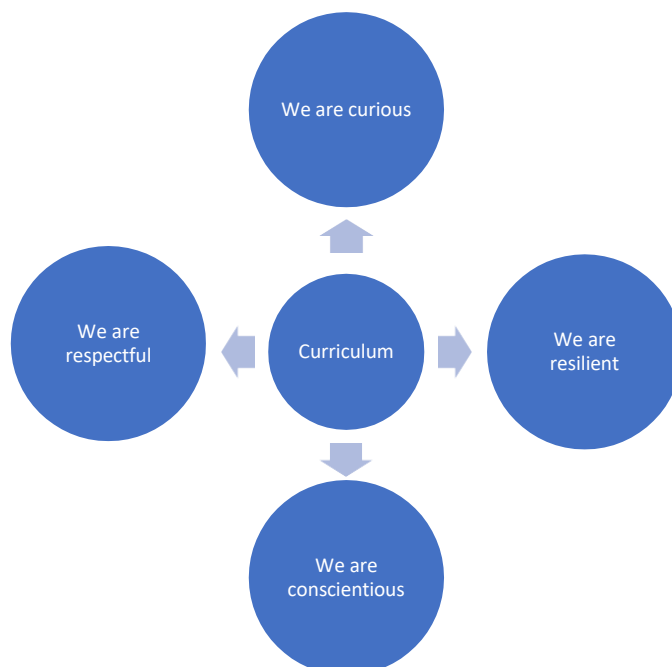 We are curious
We are
respectful
Curriculum
We are
resilient
We are
conscientious